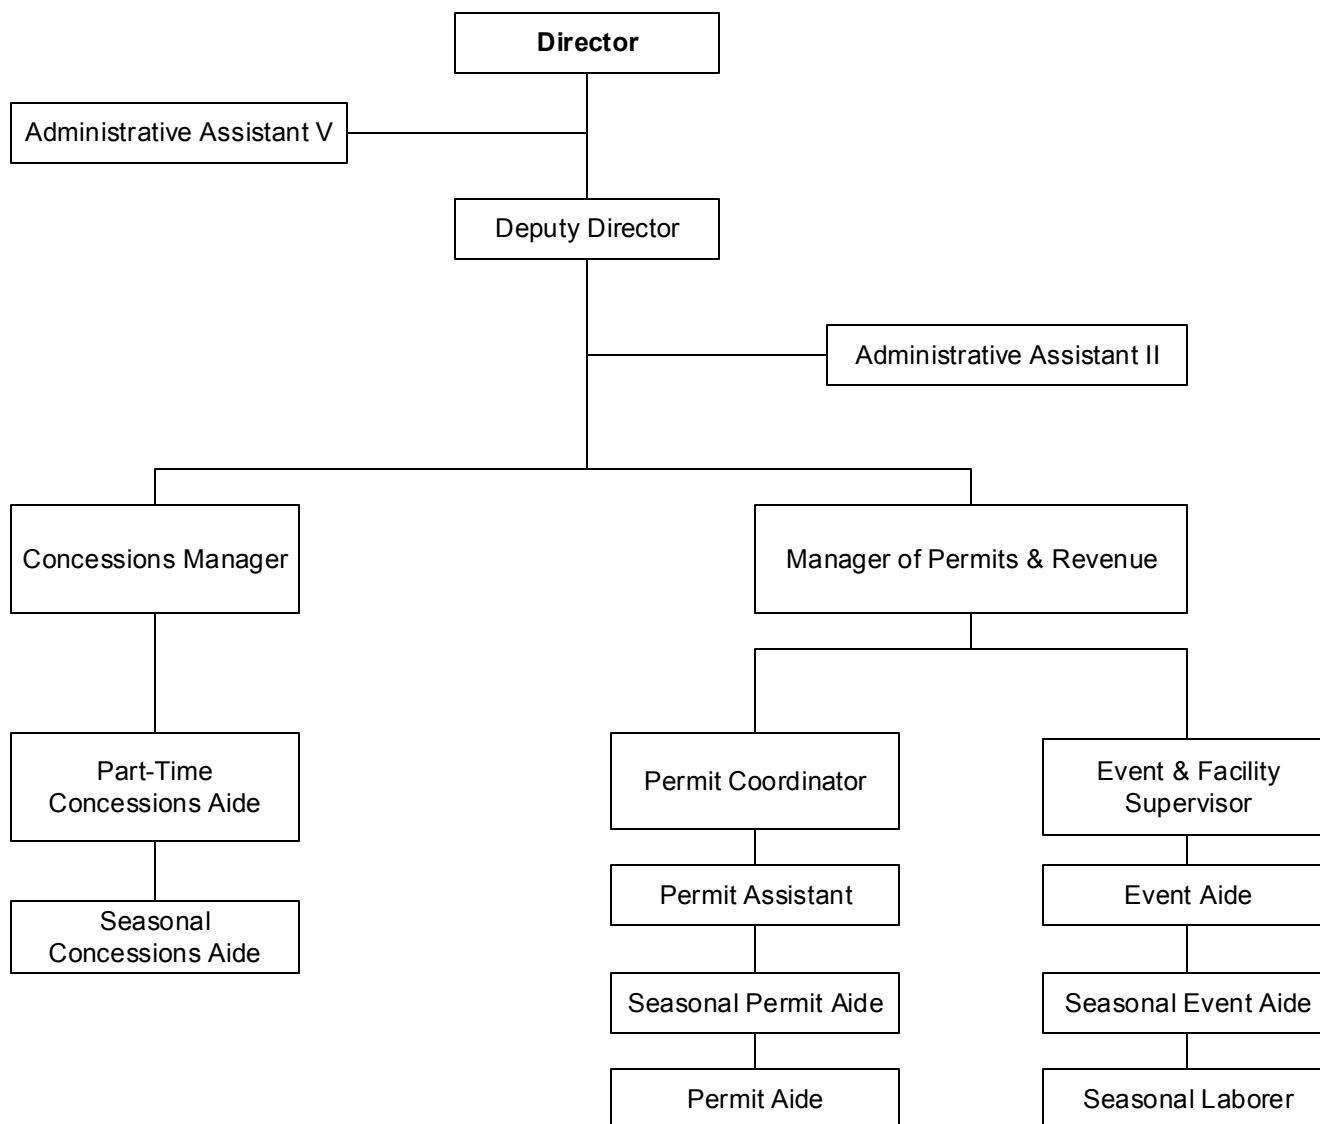 Director
Administrative Assistant V
Deputy Director
Administrative Assistant II
Concessions Manager
Manager of Permits & Revenue
Part-Time
Concessions Aide
Permit Coordinator
Event & Facility
Supervisor
Permit Assistant
Event Aide
Seasonal
Concessions Aide
Seasonal Permit Aide
Seasonal Event Aide
Permit Aide
Seasonal Laborer